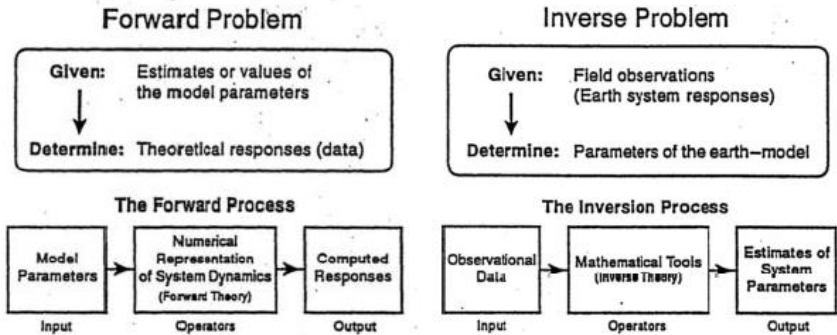 Forward Problem
Given: Estimates or values of
the model parameters
Determine: Theoretical responses (data)
The Forward Process
Model
Parameters
Numerical
Representation
of System Dynamics
(Forward Theory)
Computed
Responses
Input
Operators
Output
Inverse Problem
Given: Field observations
(Earth system responses)
Determine: Parameters of the earth–model
The Inversion Process
Observational
Data
Mathematical Tools
(Inverse Theory)
Estimates of
System
Parameters
Input
Operators
Output